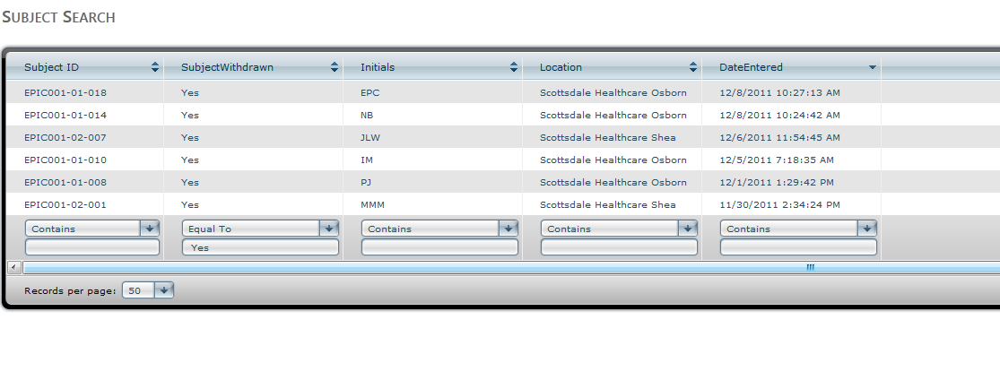 SUBJECT SEARCH
Subject ID SubjectWithdrawn Initials Location DateEntered
EPIC001-01-018 Yes EPC Scottsdale Healthcare Osborn 12/8/2011 10:27:13 AM
EPIC001-01-014 Yes NB Scottsdale Healthcare Osborn 12/8/2011 10:24:42 AM
EPIC001-02-007 Yes JLW Scottsdale Healthcare Shea 12/6/2011 11:54:45 AM
EPIC001-01-010 Yes IM Scottsdale Healthcare Osborn 12/5/2011 7:18:35 AM
EPIC001-01-008 Yes PJ Scottsdale Healthcare Osborn 12/1/2011 1:29:42 PM
EPIC001-02-001 Yes MMM Scottsdale Healthcare Shea 11/30/2011 2:34:24 PM
Contains Equal To Contains Contains Contains
Yes
Records per page: 50